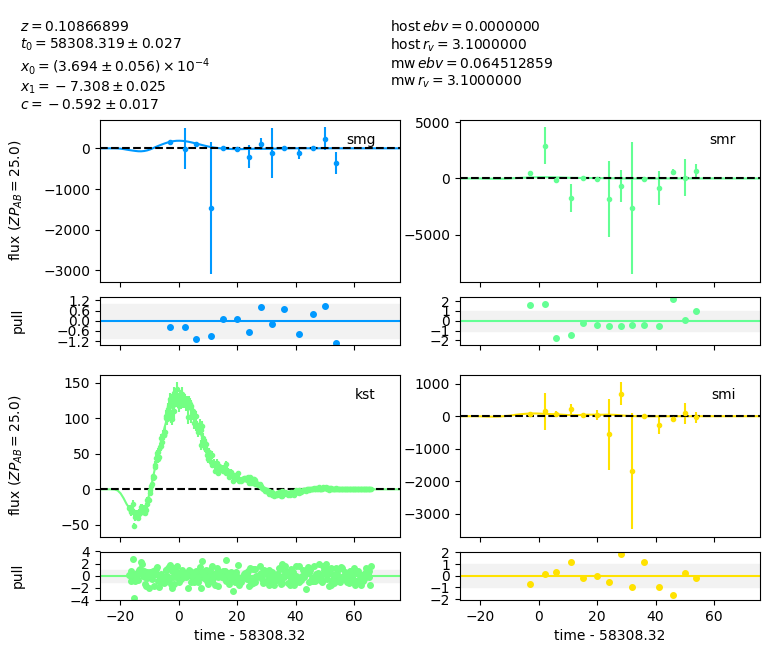 z = 0.10866899
t₀ = 58308.319 ± 0.027
x₀ = (3.694 ± 0.056) × 10⁻⁴
x₁ = −7.308 ± 0.025
c = −0.592 ± 0.017
host ebv = 0.0000000
host r_v = 3.1000000
mw ebv = 0.064512859
mw r_v = 3.1000000
smg
0
−1000
−2000
−3000
flux (ZP_AB = 25.0)
1.2
0.6
0.0
−0.6
−1.2
pull
smr
5000
0
−5000
2
1
0
−1
−2
kst
150
100
50
0
−50
flux (ZP_AB = 25.0)
4
2
0
−2
−4
pull
−20 0 20 40 60
time - 58308.32
smi
1000
0
−1000
−2000
−3000
2
1
0
−1
−2
−20 0 20 40 60
time - 58308.32